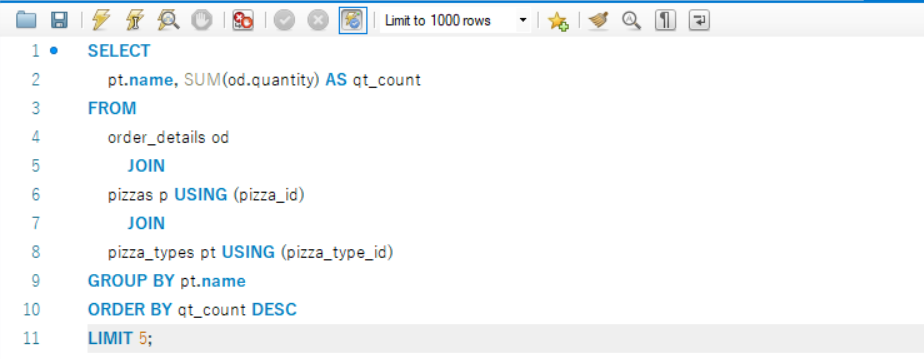 Limit to 1000 rows
1 SELECT
2 pt.name, SUM(od.quantity) AS qt_count
3 FROM
4 order_details od
5 JOIN
6 pizzas p USING (pizza_id)
7 JOIN
8 pizza_types pt USING (pizza_type_id)
9 GROUP BY pt.name
10 ORDER BY qt_count DESC
11 LIMIT 5;